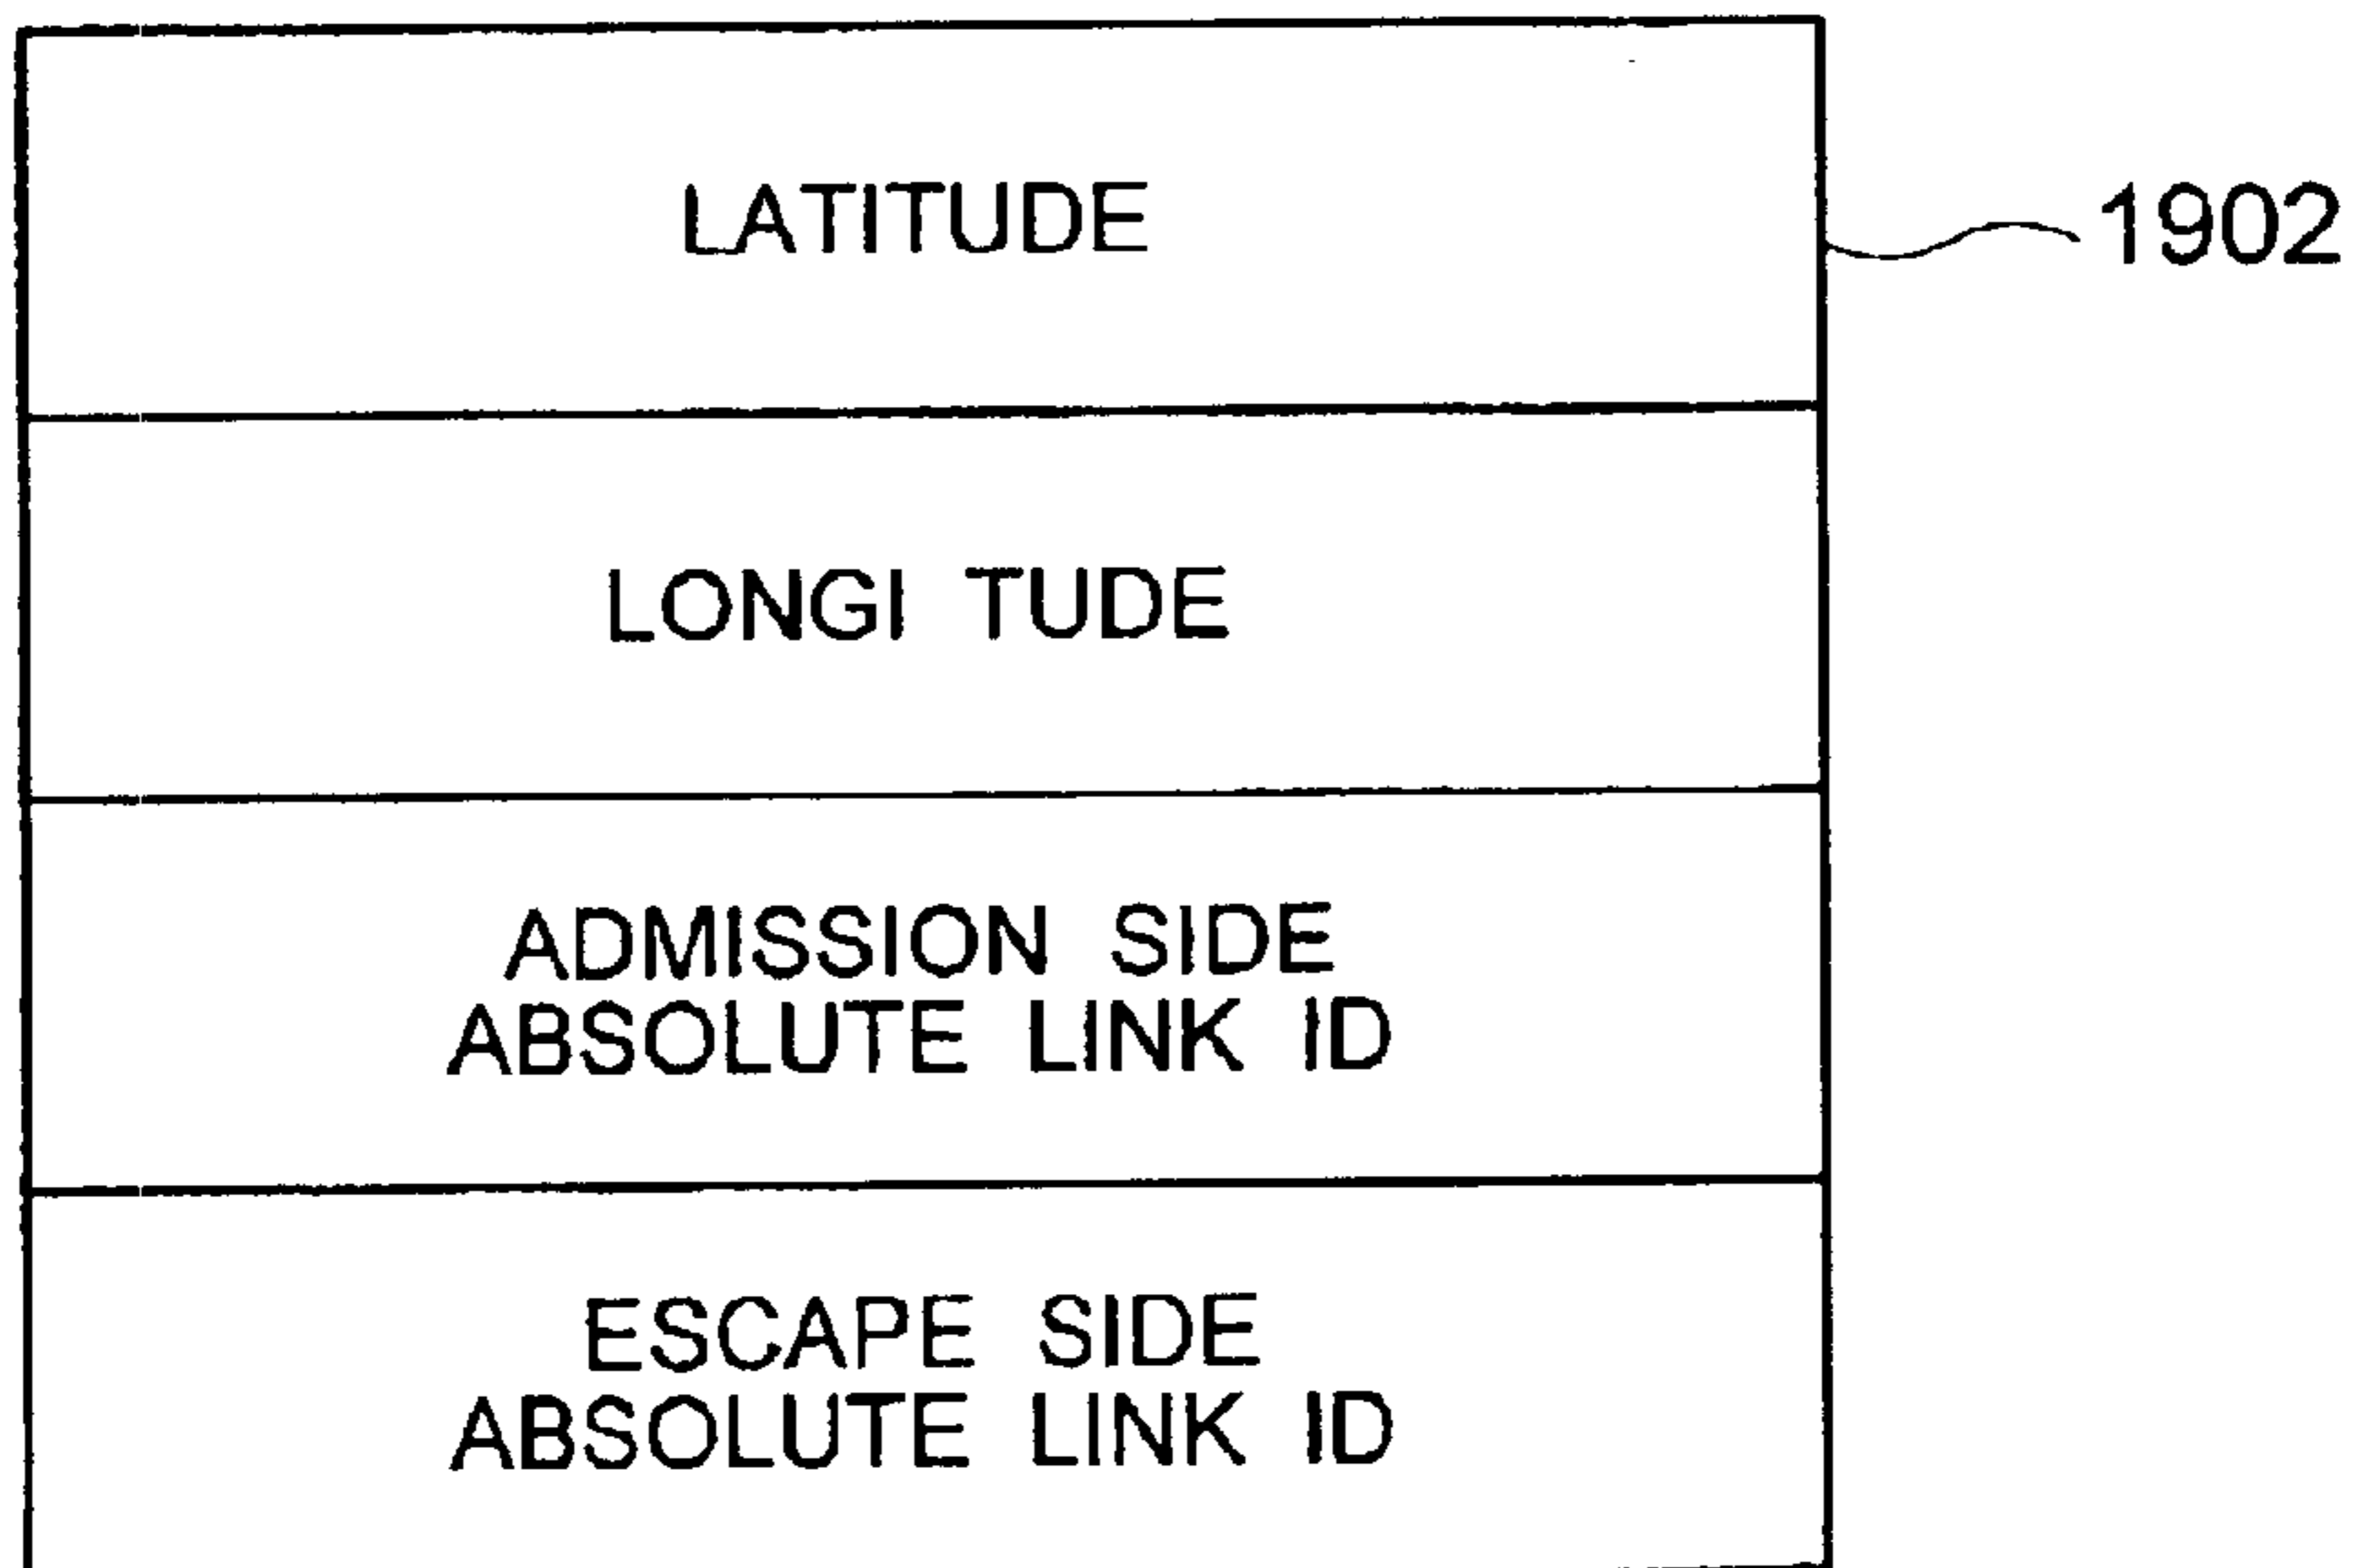 LATITUDE
1902
LONGI TUDE
ADMISSION SIDE
ABSOLUTE LINK ID
ESCAPE SIDE
ABSOLUTE LINK ID